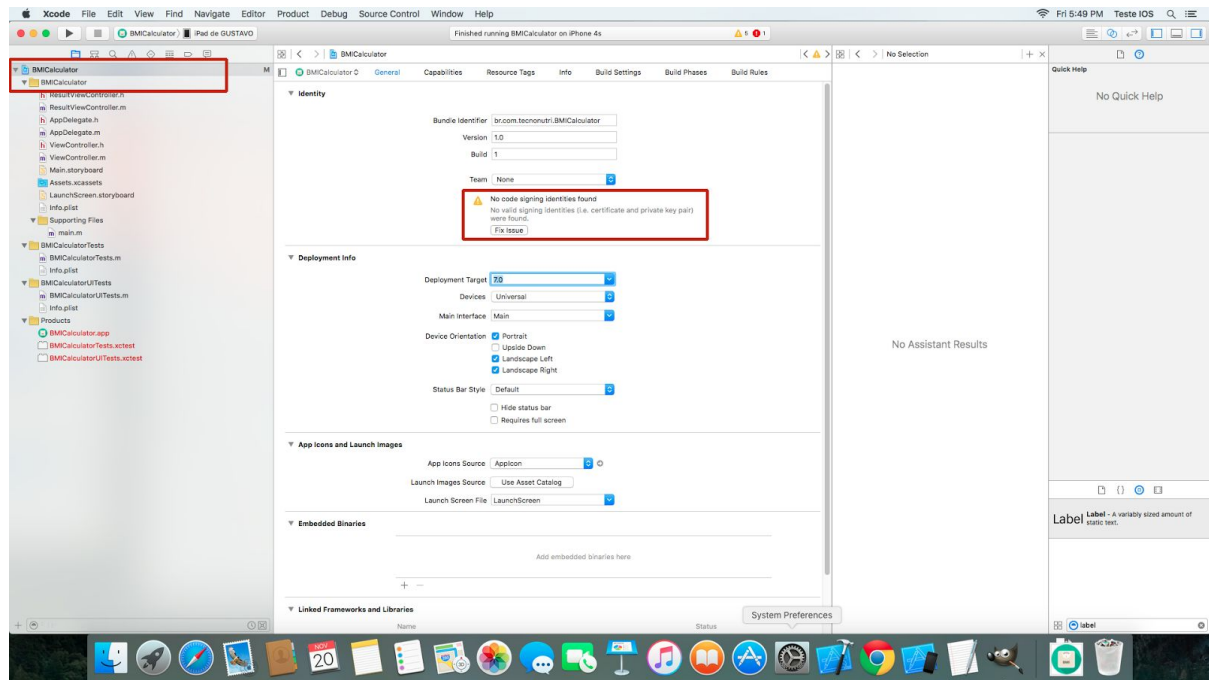 Xcode File Edit View Find Navigate Editor Product Debug Source Control Window Help
Fri 5:49 PM Teste IOS
BMICalculator iPad de GUSTAVO
Finished running BMICalculator on iPhone 4s
5 1
BMICalculator
No Selection
BMICalculator M
BMICalculator
ResultViewController.h
ResultViewController.m
AppDelegate.h
AppDelegate.m
ViewController.h
ViewController.m
Main.storyboard
Assets.xcassets
LaunchScreen.storyboard
Info.plist
Supporting Files
main.m
BMICalculatorTests
BMICalculatorTests.m
Info.plist
BMICalculatorUITests
BMICalculatorUITests.m
Info.plist
Products
BMICalculator.app
BMICalculatorTests.xctest
BMICalculatorUITests.xctest
BMICalculator General Capabilities Resource Tags Info Build Settings Build Phases Build Rules
Identity
Bundle Identifier br.com.tecnonutri.BMICalculator
Version 1.0
Build 1
Team None
No code signing identities found
No valid signing identities (i.e. certificate and private key pair)
were found.
Fix Issue
Deployment Info
Deployment Target 7.0
Devices Universal
Main Interface Main
Device Orientation Portrait
Upside Down
Landscape Left
Landscape Right
Status Bar Style Default
Hide status bar
Requires full screen
App Icons and Launch Images
App Icons Source AppIcon
Launch Images Source Use Asset Catalog
Launch Screen File LaunchScreen
Embedded Binaries
Add embedded binaries here
Linked Frameworks and Libraries
Name Status
No Assistant Results
Quick Help
No Quick Help
Label Label - A variably sized amount of
static text.
label
System Preferences
NOV
20